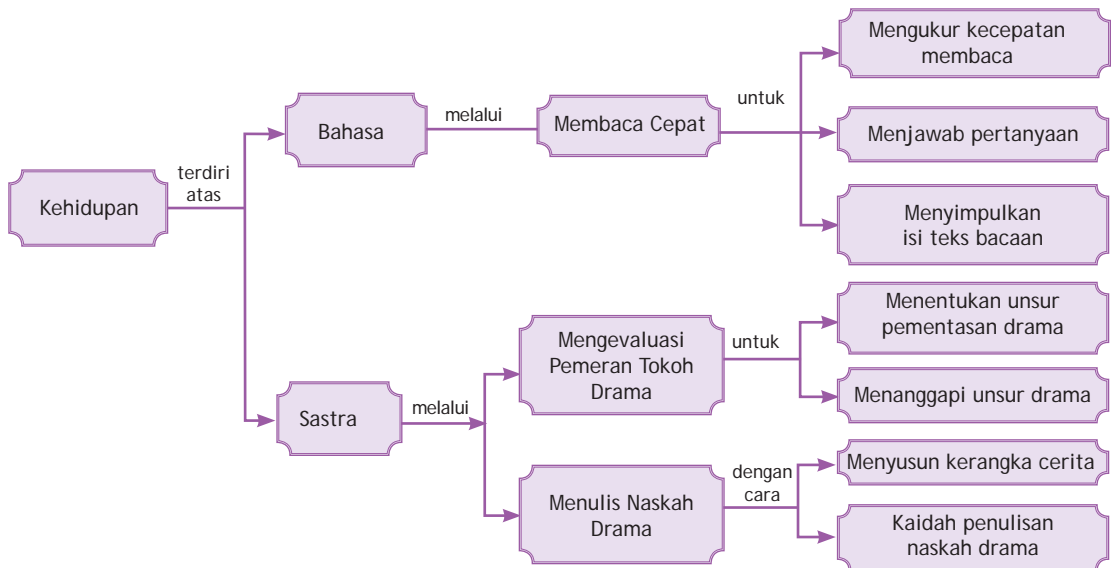 Kehidupan
terdiri
atas
Bahasa
melalui
Membaca Cepat
untuk
Mengukur kecepatan
membaca
Menjawab pertanyaan
Menyimpulkan
isi teks bacaan
Sastra
melalui
Mengevaluasi
Pemeran Tokoh
Drama
untuk
Menentukan unsur
pementasan drama
Menanggapi unsur drama
Menulis Naskah
Drama
dengan
cara
Menyusun kerangka cerita
Kaidah penulisan
naskah drama